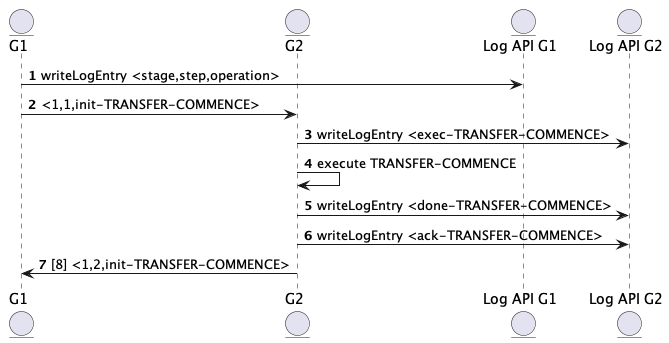 G1 G2 Log API G1 Log API G2
1 writeLogEntry <stage,step,operation>
2 <1,1,init-TRANSFER-COMMENCE>
3 writeLogEntry <exec-TRANSFER-COMMENCE>
4 execute TRANSFER-COMMENCE
5 writeLogEntry <done-TRANSFER-COMMENCE>
6 writeLogEntry <ack-TRANSFER-COMMENCE>
7 [8] <1,2,init-TRANSFER-COMMENCE>
G1 G2 Log API G1 Log API G2